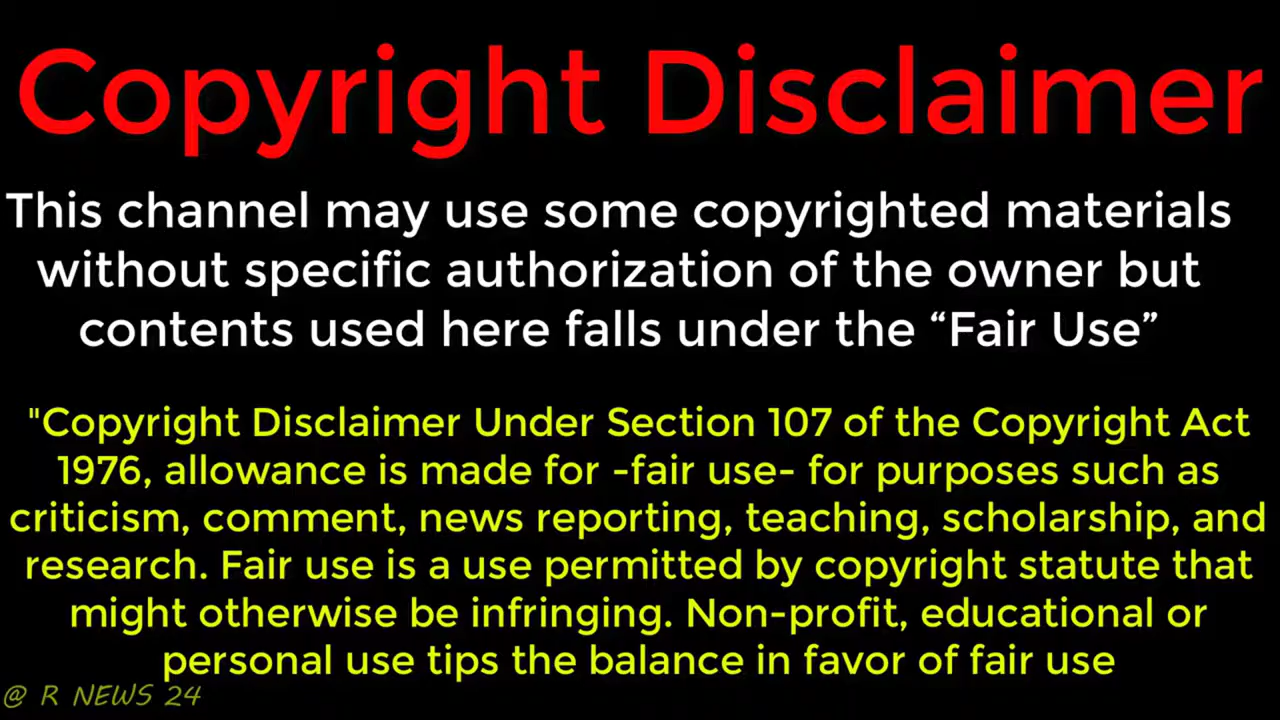 Copyright Disclaimer
This channel may use some copyrighted materials
without specific authorization of the owner but
contents used here falls under the “Fair Use”
"Copyright Disclaimer Under Section 107 of the Copyright Act
1976, allowance is made for -fair use- for purposes such as
criticism, comment, news reporting, teaching, scholarship, and
research. Fair use is a use permitted by copyright statute that
might otherwise be infringing. Non-profit, educational or
personal use tips the balance in favor of fair use
@ R NEWS 24